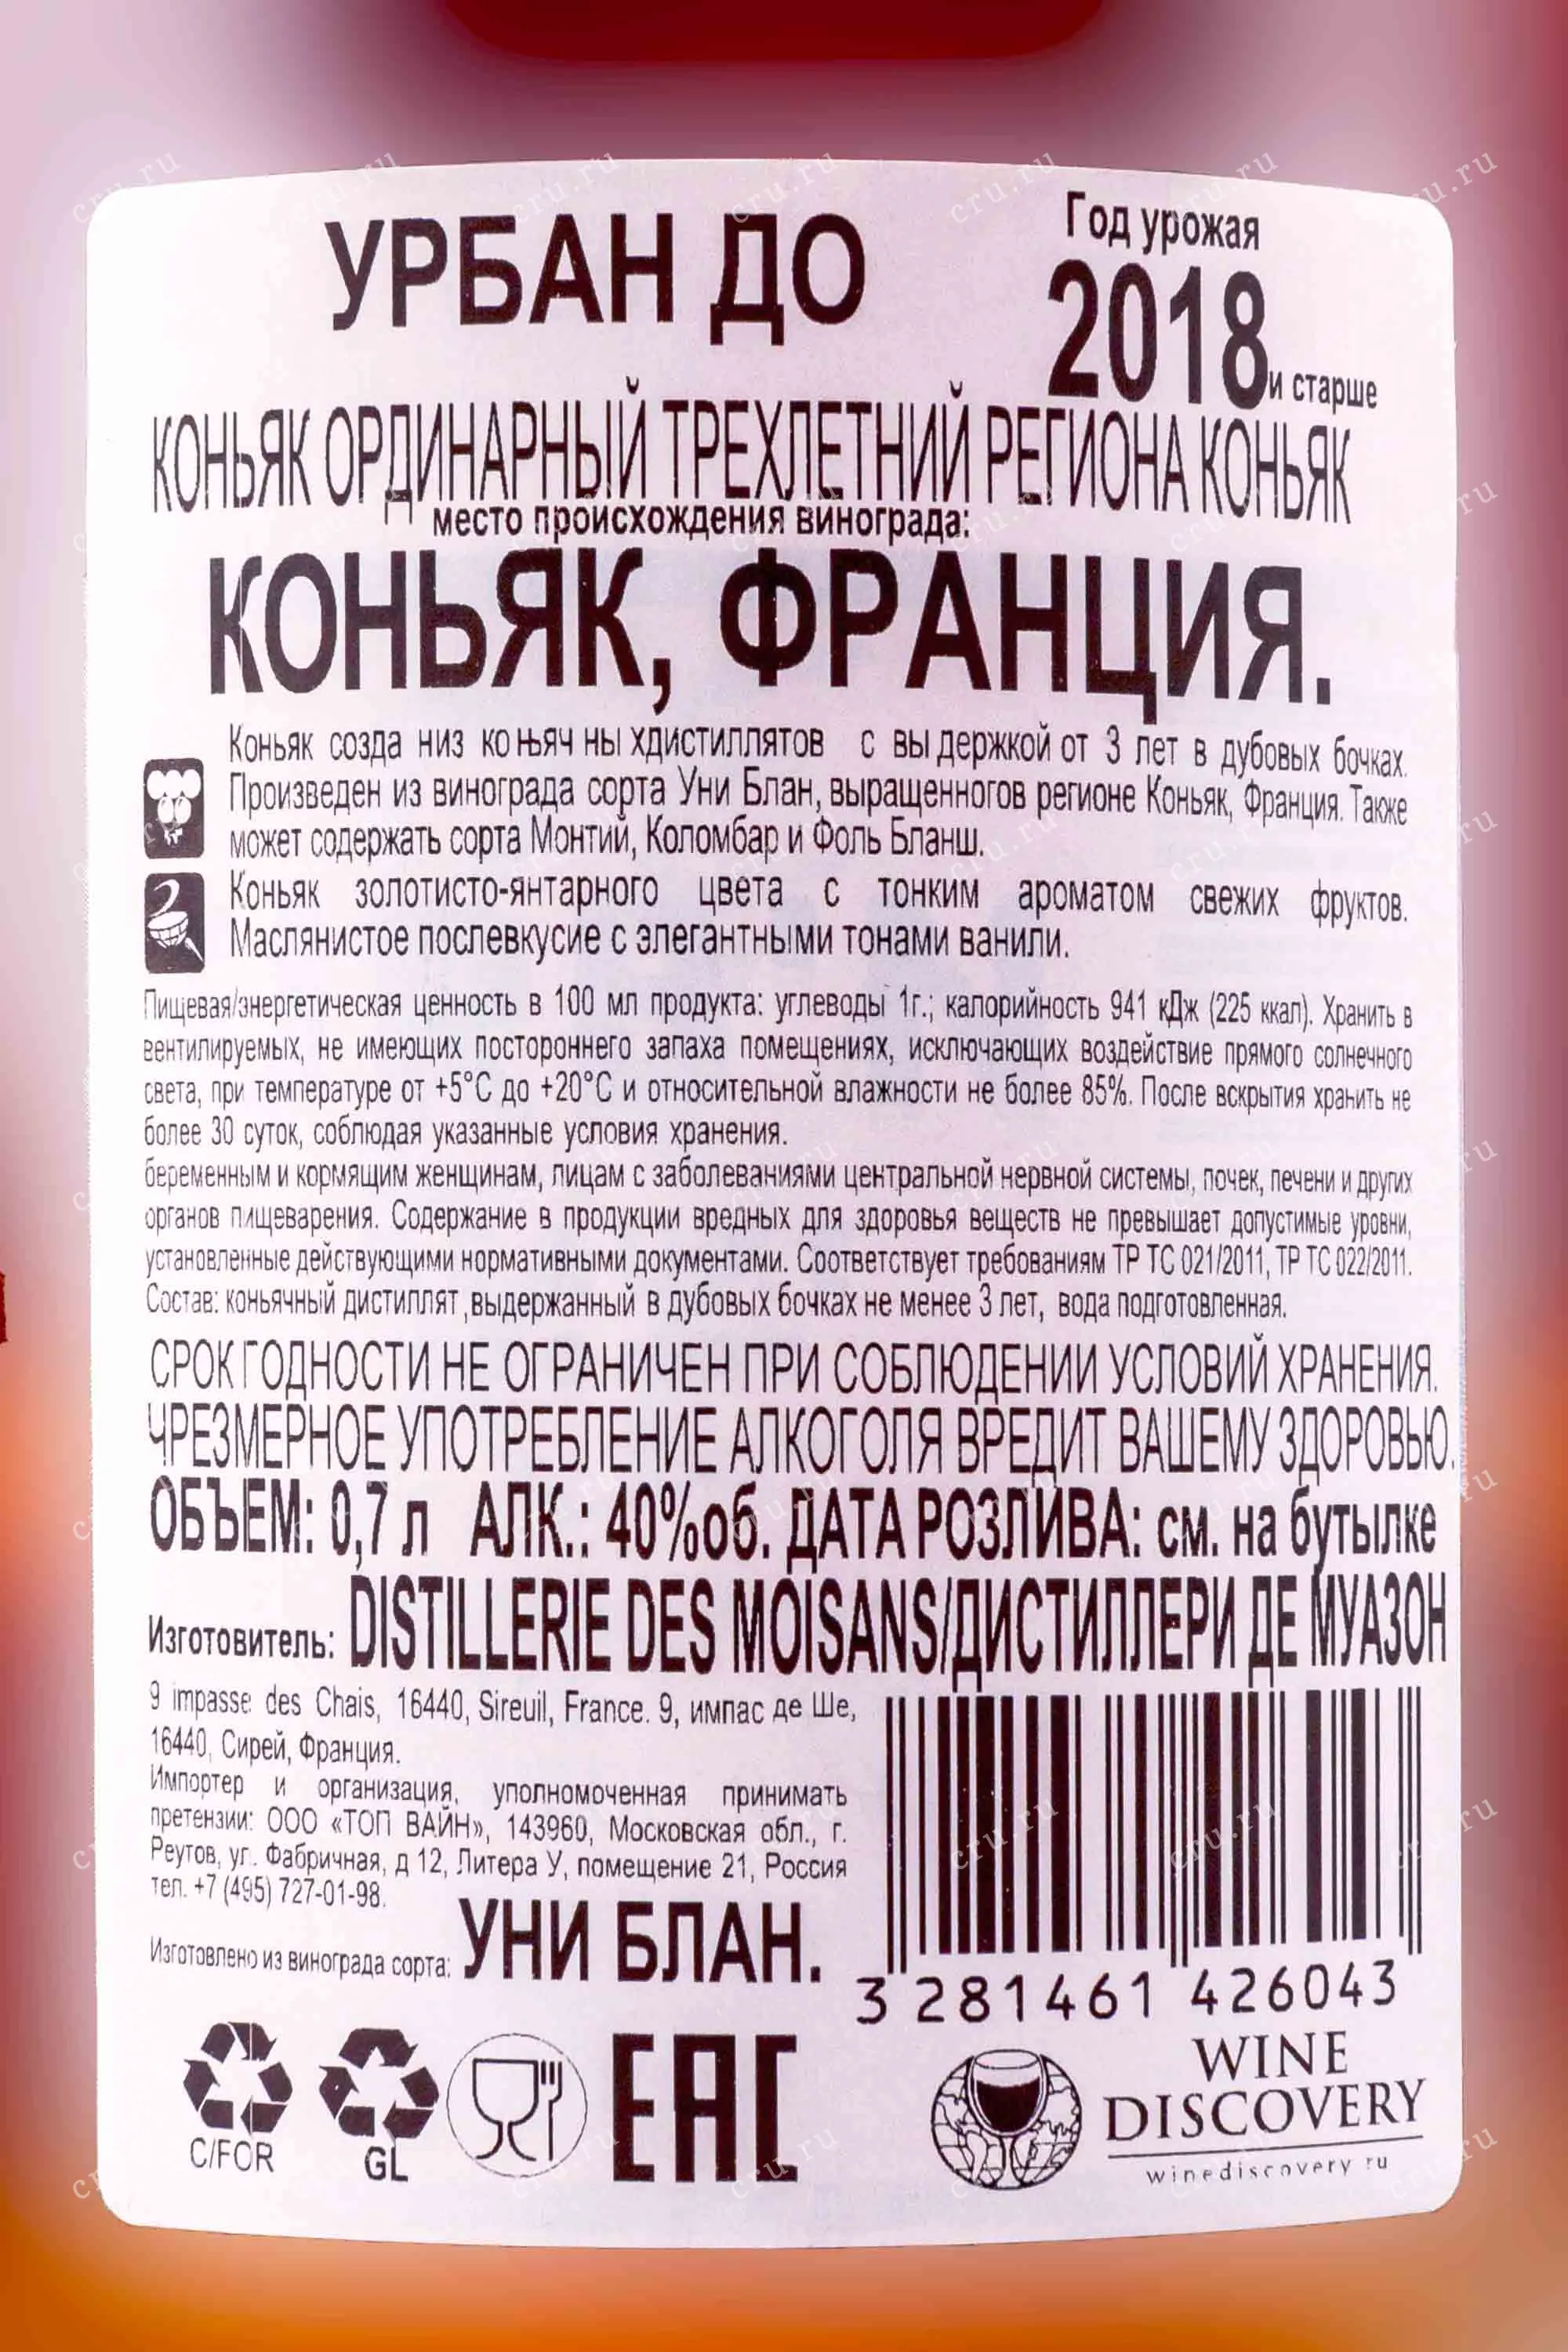 УРБАН ДО
Год урожая
2018 и старше
КОНЬЯК ОРДИНАРНЫЙ ТРЕХЛЕТНИЙ РЕГИОНА КОНЬЯК
место происхождения винограда:
КОНЬЯК, ФРАНЦИЯ.
Коньяк созда низ коньяч ны хдистиллятов с вы держкой от 3 лет в дубовых бочках.
Произведен из винограда сорта Уни Блан, выращенногов регионе Коньяк, Франция. Также
может содержать сорта Монтий, Коломбар и Фоль Бланш.
Коньяк золотисто-янтарного цвета с тонким ароматом свежих фруктов.
Маслянистое послевкусие с элегантными тонами ванили.
Пищевая/энергетическая ценность в 100 мл продукта: углеводы 1г.; калорийность 941 кДж (225 ккал). Хранить в
вентилируемых, не имеющих постороннего запаха помещениях, исключающих воздействие прямого солнечного
света, при температуре от +5°С до +20°С и относительной влажности не более 85%. После вскрытия хранить не
более 30 суток, соблюдая указанные условия хранения.
беременным и кормящим женщинам, лицам с заболеваниями центральной нервной системы, почек, печени и других
органов пищеварения. Содержание в продукции вредных для здоровья веществ не превышает допустимые уровни,
установленные действующими нормативными документами. Соответствует требованиям ТР ТС 021/2011, ТР ТС 022/2011.
Состав: коньячный дистиллят ,выдержанный в дубовых бочках не менее 3 лет, вода подготовленная.
СРОК ГОДНОСТИ НЕ ОГРАНИЧЕН ПРИ СОБЛЮДЕНИИ УСЛОВИЙ ХРАНЕНИЯ.
ЧРЕЗМЕРНОЕ УПОТРЕБЛЕНИЕ АЛКОГОЛЯ ВРЕДИТ ВАШЕМУ ЗДОРОВЬЮ.
ОБЪЕМ: 0,7 л АЛК.: 40%об. ДАТА РОЗЛИВА: см. на бутылке
Изготовитель: DISTILLERIE DES MOISANS/ДИСТИЛЛЕРИ ДЕ МУАЗОН
9 impasse des Chais, 16440, Sireuil, France. 9, импас де Ше,
16440, Сирей, Франция.
Импортер и организация, уполномоченная принимать
претензии: ООО «ТОП ВАЙН», 143960, Московская обл., г.
Реутов, ул. Фабричная, д 12, Литера У, помещение 21, Россия
тел. +7 (495) 727-01-98.
Изготовлено из винограда сорта: УНИ БЛАН.
3 281461 426043
C/FOR
GL
EAC
WINE
DISCOVERY
winediscovery.ru
cru.ru